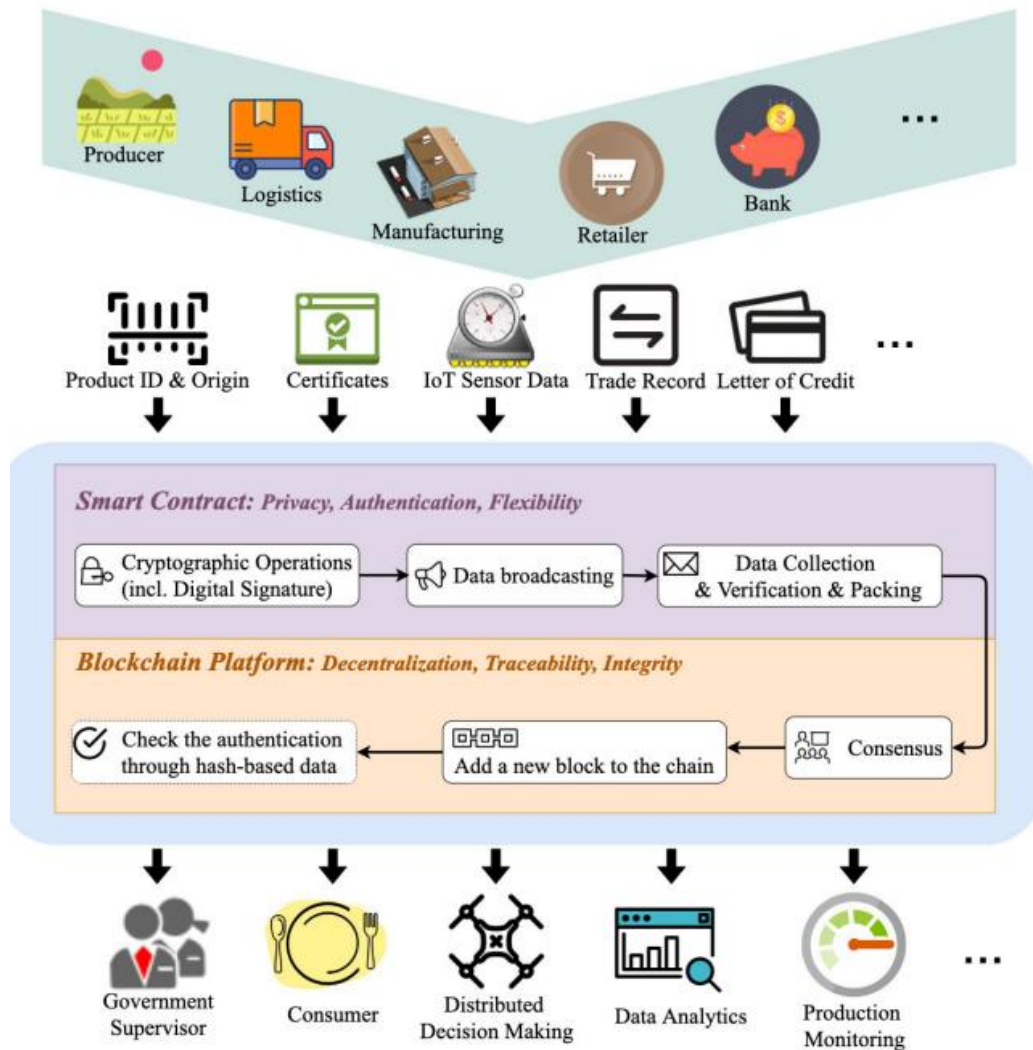 Producer
Logistics
Manufacturing
Retailer
Bank
...
Product ID & Origin
Certificates
IoT Sensor Data
Trade Record
Letter of Credit
...
Smart Contract: Privacy, Authentication, Flexibility
Cryptographic Operations
(incl. Digital Signature)
Data broadcasting
Data Collection
& Verification & Packing
Blockchain Platform: Decentralization, Traceability, Integrity
Check the authentication
through hash-based data
Add a new block to the chain
Consensus
Government
Supervisor
Consumer
Distributed
Decision Making
Data Analytics
Production
Monitoring
...